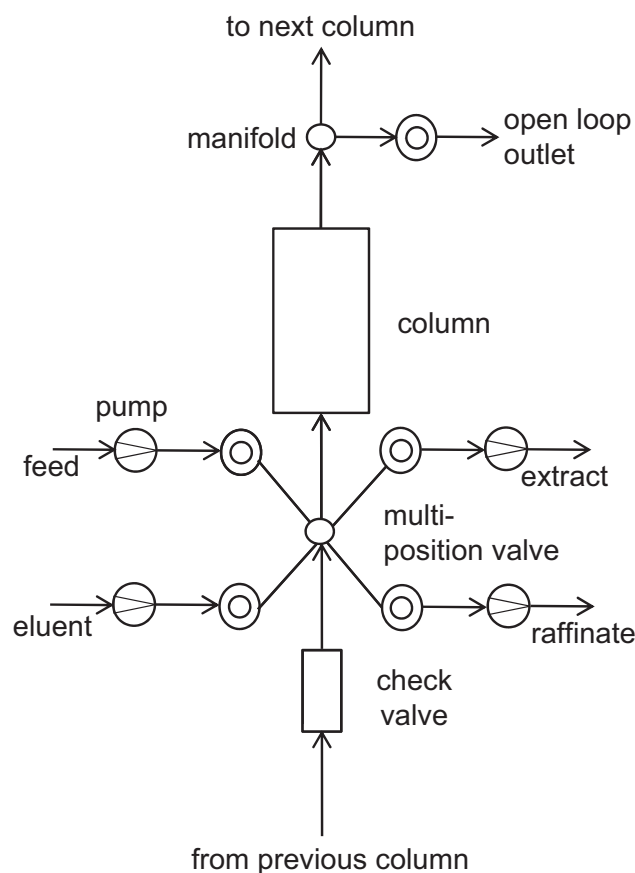 to next column
manifold
open loop
outlet
column
pump
feed
extract
multi-
position valve
eluent
raffinate
check
valve
from previous column